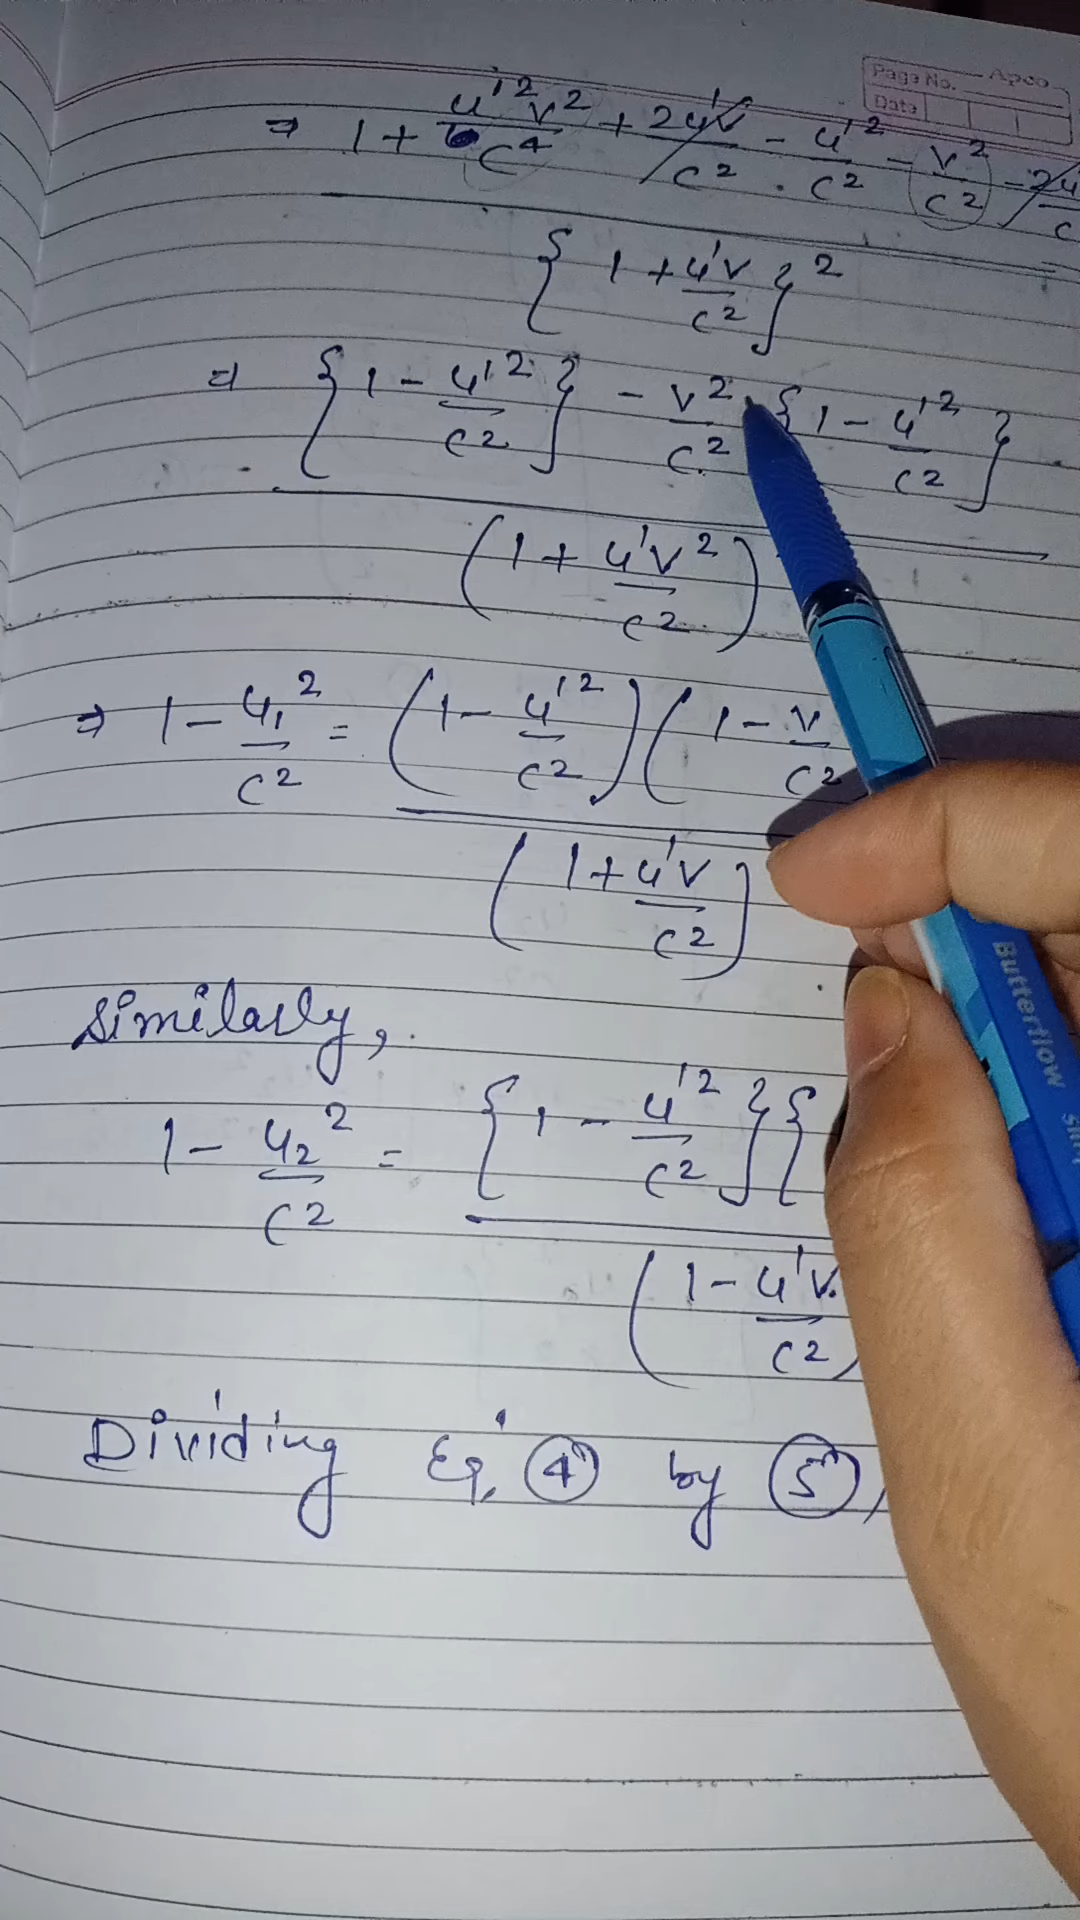 Page No. Apco
Date
⇒ 1 + u'²v²/c⁴ + 2u'v/c² - u'²/c² - v²/c² - 2u'/c
{1 + u'v/c²}²
⇒ {1 - u'²/c²} - v²/c² {1 - u'²/c²}
(1 + u'v²/c²)
⇒ 1 - u₁²/c² = (1 - u'²/c²)(1 - v/c²
(1 + u'v/c²)
Similarly,
1 - u₂²/c² = {1 - u'²/c²}{
(1 - u'v/c²)
Dividing Eq. ④ by ⑤,
Butterflow